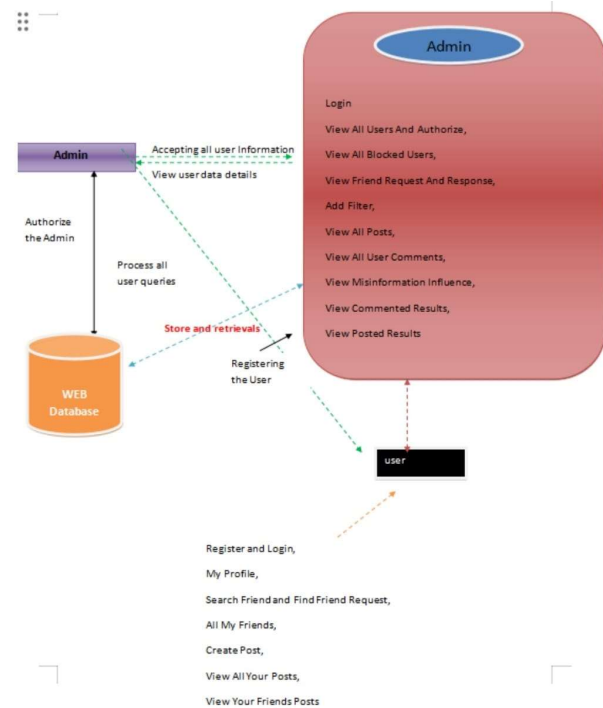 Admin
Login
View All Users And Authorize,
View All Blocked Users,
View Friend Request And Response,
Add Filter,
View All Posts,
View All User Comments,
View Misinformation Influence,
View Commented Results,
View Posted Results
Admin
Accepting all user Information
View user data details
Authorize
the Admin
Process all
user queries
Store and retrievals
Registering
the User
WEB
Database
user
Register and Login,
My Profile,
Search Friend and Find Friend Request,
All My Friends,
Create Post,
View All Your Posts,
View Your Friends Posts